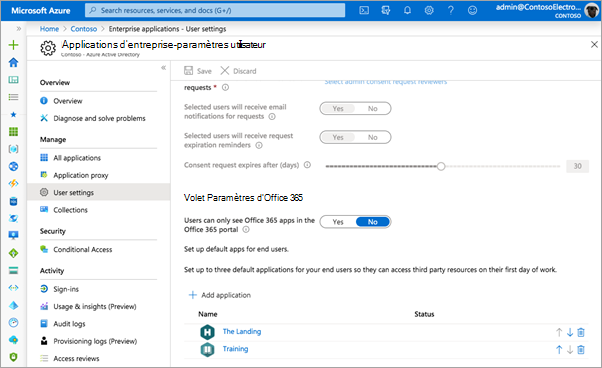 Microsoft Azure
Search resources, services, and docs (G+/)
admin@ContosoElectro...
CONTOSO
Home > Contoso > Enterprise applications - User settings
Applications d'entreprise-paramètres utilisateur
Contoso - Azure Active Directory
Overview
Overview
Diagnose and solve problems
Manage
All applications
Application proxy
User settings
Collections
Security
Conditional Access
Activity
Sign-ins
Usage & insights (Preview)
Audit logs
Provisioning logs (Preview)
Access reviews
Save Discard
Select admin consent request reviewers
requests *
Selected users will receive email
notifications for requests
Yes No
Selected users will receive request
expiration reminders
Yes No
Consent request expires after (days)
30
Volet Paramètres d'Office 365
Users can only see Office 365 apps in the
Office 365 portal
Yes No
Set up default apps for end users.
Set up to three default applications for your end users so they can access third party resources on their first day of work.
Add application
Name Status
The Landing
Training